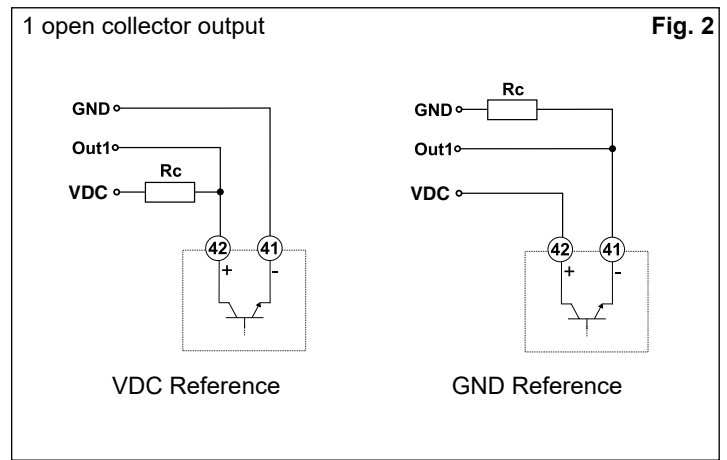 1 open collector output Fig. 2
GND
Out1
Rc
VDC
42 41
+ -
VDC Reference
Rc
GND
Out1
VDC
42 41
+ -
GND Reference